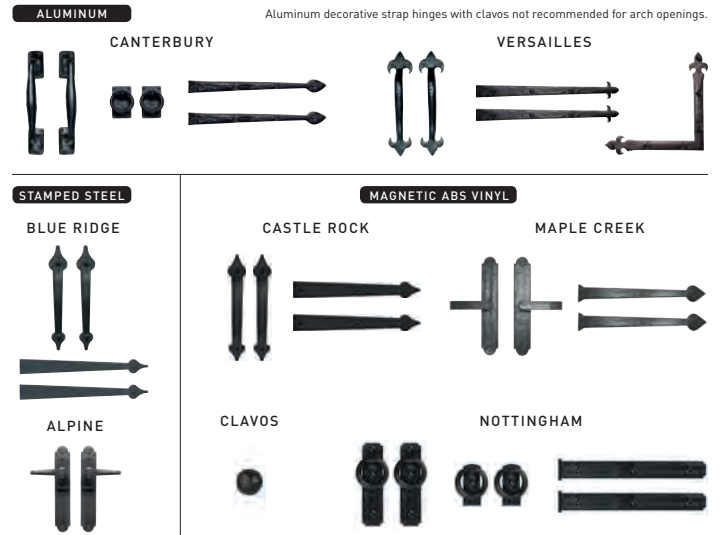 ALUMINUM
Aluminum decorative strap hinges with clavos not recommended for arch openings.
CANTERBURY
VERSAILLES
STAMPED STEEL
MAGNETIC ABS VINYL
BLUE RIDGE
CASTLE ROCK
MAPLE CREEK
ALPINE
CLAVOS
NOTTINGHAM